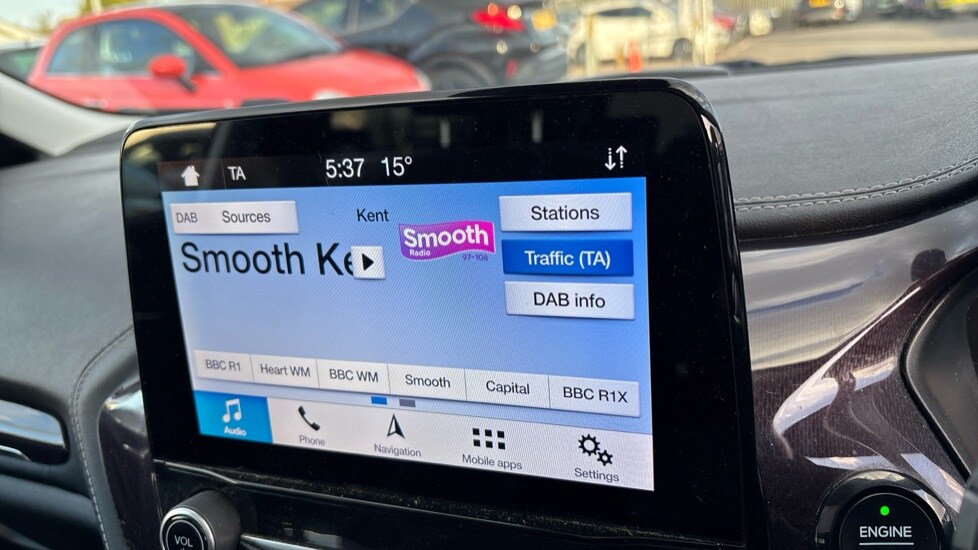 TA 5:37 15°
DAB Sources
Kent
Smooth
Radio
97-108
Stations
Smooth Ke
Traffic (TA)
DAB info
BBC R1 Heart WM BBC WM Smooth Capital BBC R1X
Audio Phone Navigation Mobile apps Settings
VOL
ENGINE